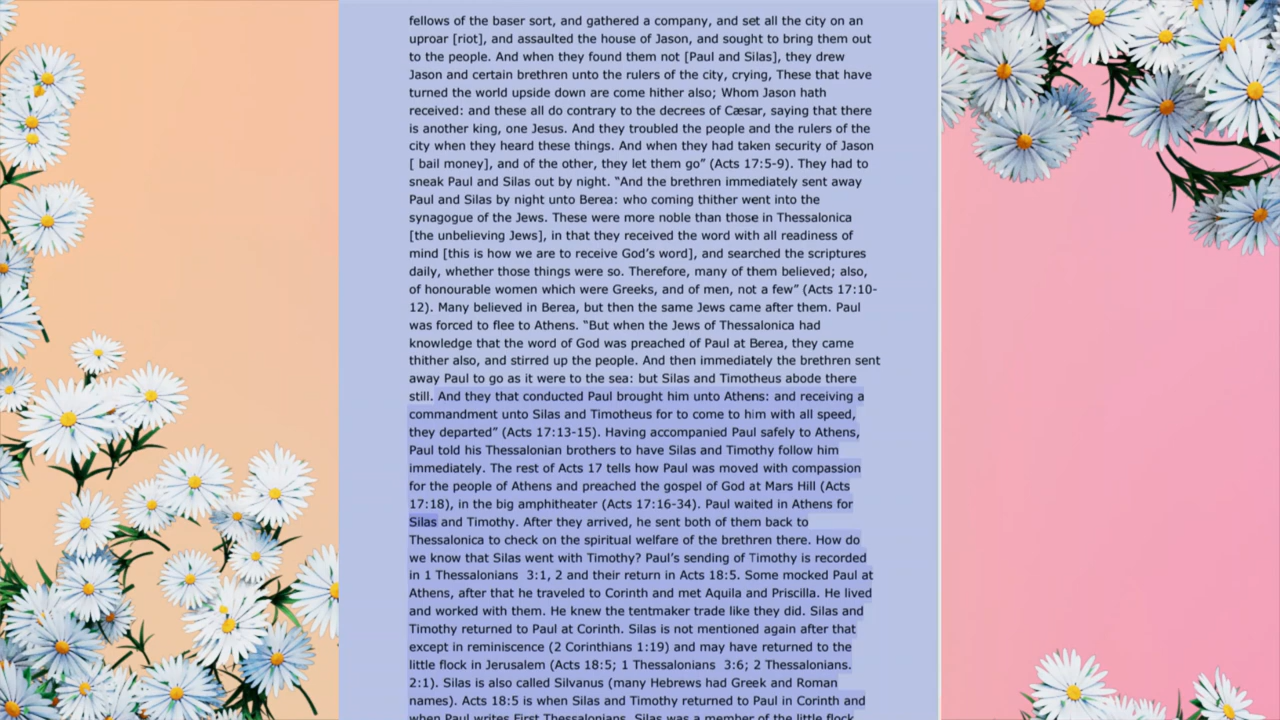 fellows of the baser sort, and gathered a company, and set all the city on an
uproar [riot], and assaulted the house of Jason, and sought to bring them out
to the people. And when they found them not [Paul and Silas], they drew
Jason and certain brethren unto the rulers of the city, crying, These that have
turned the world upside down are come hither also; Whom Jason hath
received: and these all do contrary to the decrees of Cæsar, saying that there
is another king, one Jesus. And they troubled the people and the rulers of the
city when they heard these things. And when they had taken security of Jason
[ bail money], and of the other, they let them go” (Acts 17:5-9). They had to
sneak Paul and Silas out by night. “And the brethren immediately sent away
Paul and Silas by night unto Berea: who coming thither went into the
synagogue of the Jews. These were more noble than those in Thessalonica
[the unbelieving Jews], in that they received the word with all readiness of
mind [this is how we are to receive God’s word], and searched the scriptures
daily, whether those things were so. Therefore, many of them believed; also,
of honourable women which were Greeks, and of men, not a few” (Acts 17:10-
12). Many believed in Berea, but then the same Jews came after them. Paul
was forced to flee to Athens. “But when the Jews of Thessalonica had
knowledge that the word of God was preached of Paul at Berea, they came
thither also, and stirred up the people. And then immediately the brethren sent
away Paul to go as it were to the sea: but Silas and Timotheus abode there
still. And they that conducted Paul brought him unto Athens: and receiving a
commandment unto Silas and Timotheus for to come to him with all speed,
they departed” (Acts 17:13-15). Having accompanied Paul safely to Athens,
Paul told his Thessalonian brothers to have Silas and Timothy follow him
immediately. The rest of Acts 17 tells how Paul was moved with compassion
for the people of Athens and preached the gospel of God at Mars Hill (Acts
17:18), in the big amphitheater (Acts 17:16-34). Paul waited in Athens for
Silas and Timothy. After they arrived, he sent both of them back to
Thessalonica to check on the spiritual welfare of the brethren there. How do
we know that Silas went with Timothy? Paul’s sending of Timothy is recorded
in 1 Thessalonians 3:1, 2 and their return in Acts 18:5. Some mocked Paul at
Athens, after that he traveled to Corinth and met Aquila and Priscilla. He lived
and worked with them. He knew the tentmaker trade like they did. Silas and
Timothy returned to Paul at Corinth. Silas is not mentioned again after that
except in reminiscence (2 Corinthians 1:19) and may have returned to the
little flock in Jerusalem (Acts 18:5; 1 Thessalonians 3:6; 2 Thessalonians.
2:1). Silas is also called Silvanus (many Hebrews had Greek and Roman
names). Acts 18:5 is when Silas and Timothy returned to Paul in Corinth and
when Paul writes First Thessalonians. Silas was a member of the little flock